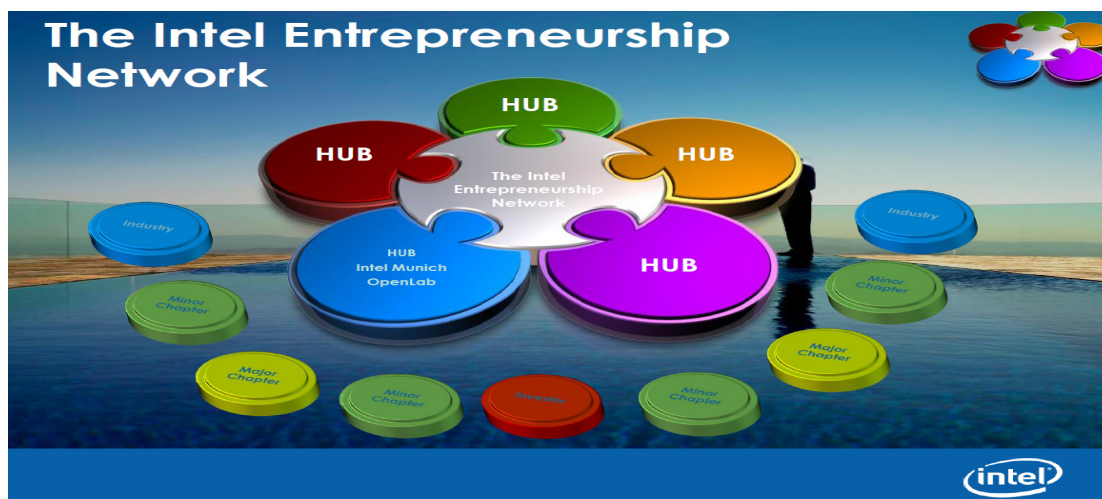 The Intel Entrepreneurship
Network
HUB
HUB
HUB
The Intel
Entrepreneurship
Network
HUB
Intel Munich
OpenLab
HUB
Industry
Industry
Minor
Chapter
Minor
Chapter
Major
Chapter
Major
Chapter
Minor
Chapter
Investor
Minor
Chapter
intel